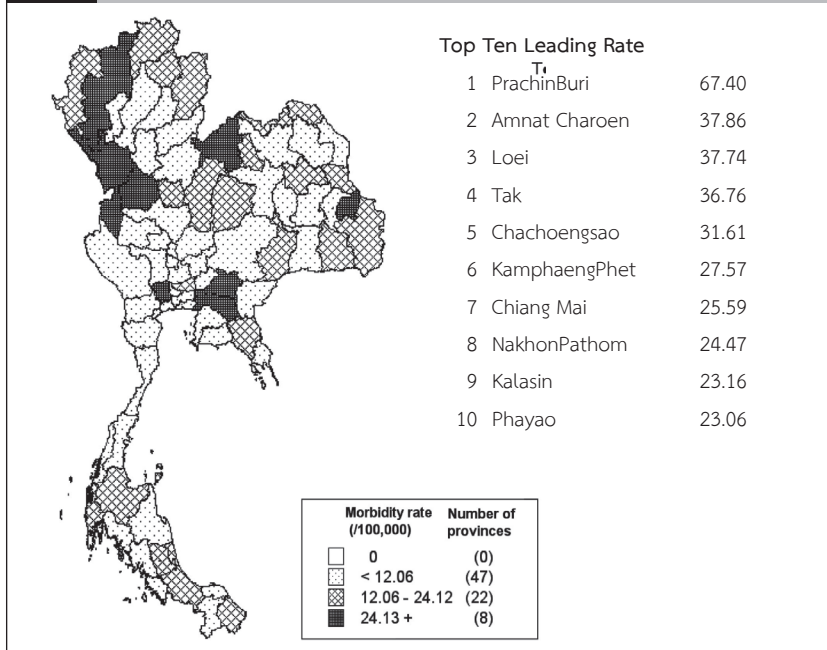 Top Ten Leading Rate
1 PrachinBuri 67.40
2 Amnat Charoen 37.86
3 Loei 37.74
4 Tak 36.76
5 Chachoengsao 31.61
6 KamphaengPhet 27.57
7 Chiang Mai 25.59
8 NakhonPathom 24.47
9 Kalasin 23.16
10 Phayao 23.06
Morbidity rate Number of
(/100,000) provinces
0 (0)
< 12.06 (47)
12.06 - 24.12 (22)
24.13 + (8)